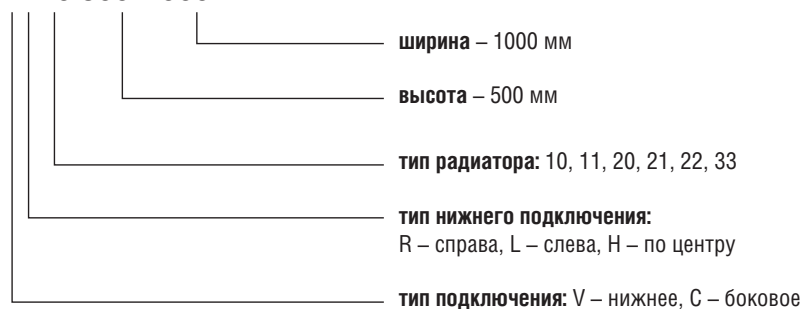 ширина – 1000 мм
высота – 500 мм
тип радиатора: 10, 11, 20, 21, 22, 33
тип нижнего подключения:
R – справа, L – слева, H – по центру
тип подключения: V – нижнее, C – боковое